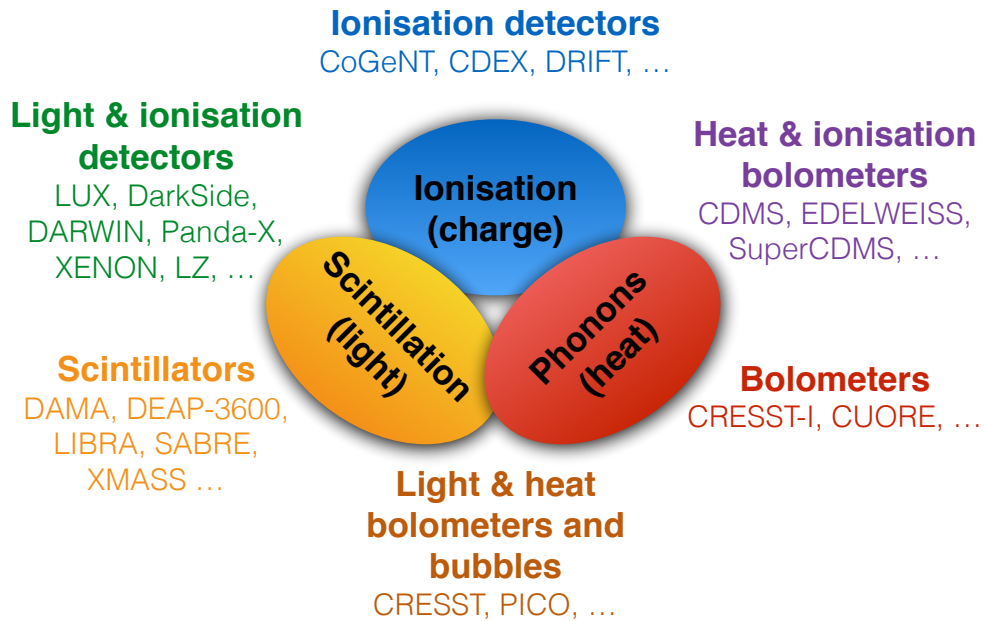 Ionisation detectors
CoGeNT, CDEX, DRIFT, …
Light & ionisation
detectors
LUX, DarkSide,
DARWIN, Panda-X,
XENON, LZ, …
Heat & ionisation
bolometers
CDMS, EDELWEISS,
SuperCDMS, …
Ionisation
(charge)
Scintillation
(light)
Phonons
(heat)
Scintillators
DAMA, DEAP-3600,
LIBRA, SABRE,
XMASS …
Bolometers
CRESST-I, CUORE, …
Light & heat
bolometers and
bubbles
CRESST, PICO, …